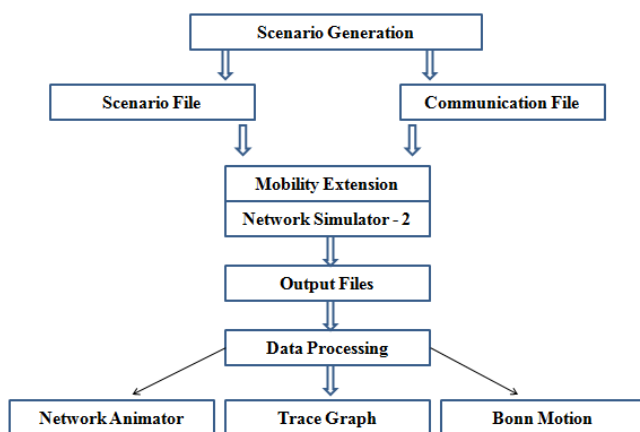 Scenario Generation
Scenario File
Communication File
Mobility Extension
Network Simulator - 2
Output Files
Data Processing
Network Animator
Trace Graph
Bonn Motion